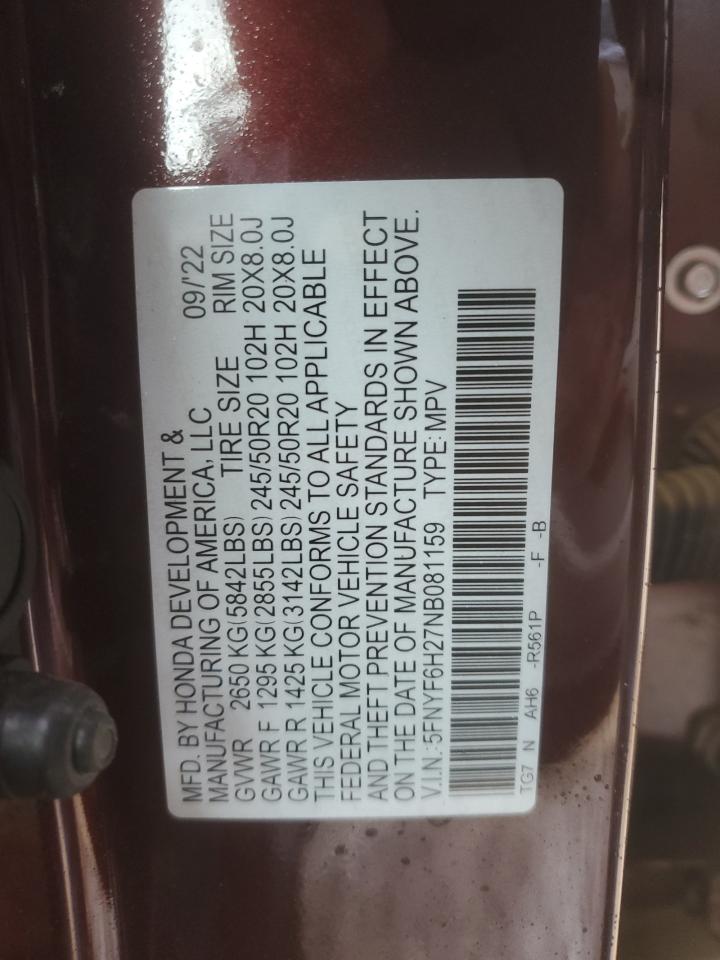 MFD. BY HONDA DEVELOPMENT &
MANUFACTURING OF AMERICA, LLC 09/'22
GVWR 2650 KG(5842LBS) TIRE SIZE RIM SIZE
GAWR F 1295 KG(2855LBS) 245/50R20 102H 20X8.0J
GAWR R 1425 KG(3142LBS) 245/50R20 102H 20X8.0J
THIS VEHICLE CONFORMS TO ALL APPLICABLE
FEDERAL MOTOR VEHICLE SAFETY
AND THEFT PREVENTION STANDARDS IN EFFECT
ON THE DATE OF MANUFACTURE SHOWN ABOVE.
V.I.N.:5FNYF6H27NB081159 TYPE: MPV
TG7 N AH6 -R561P -F -B